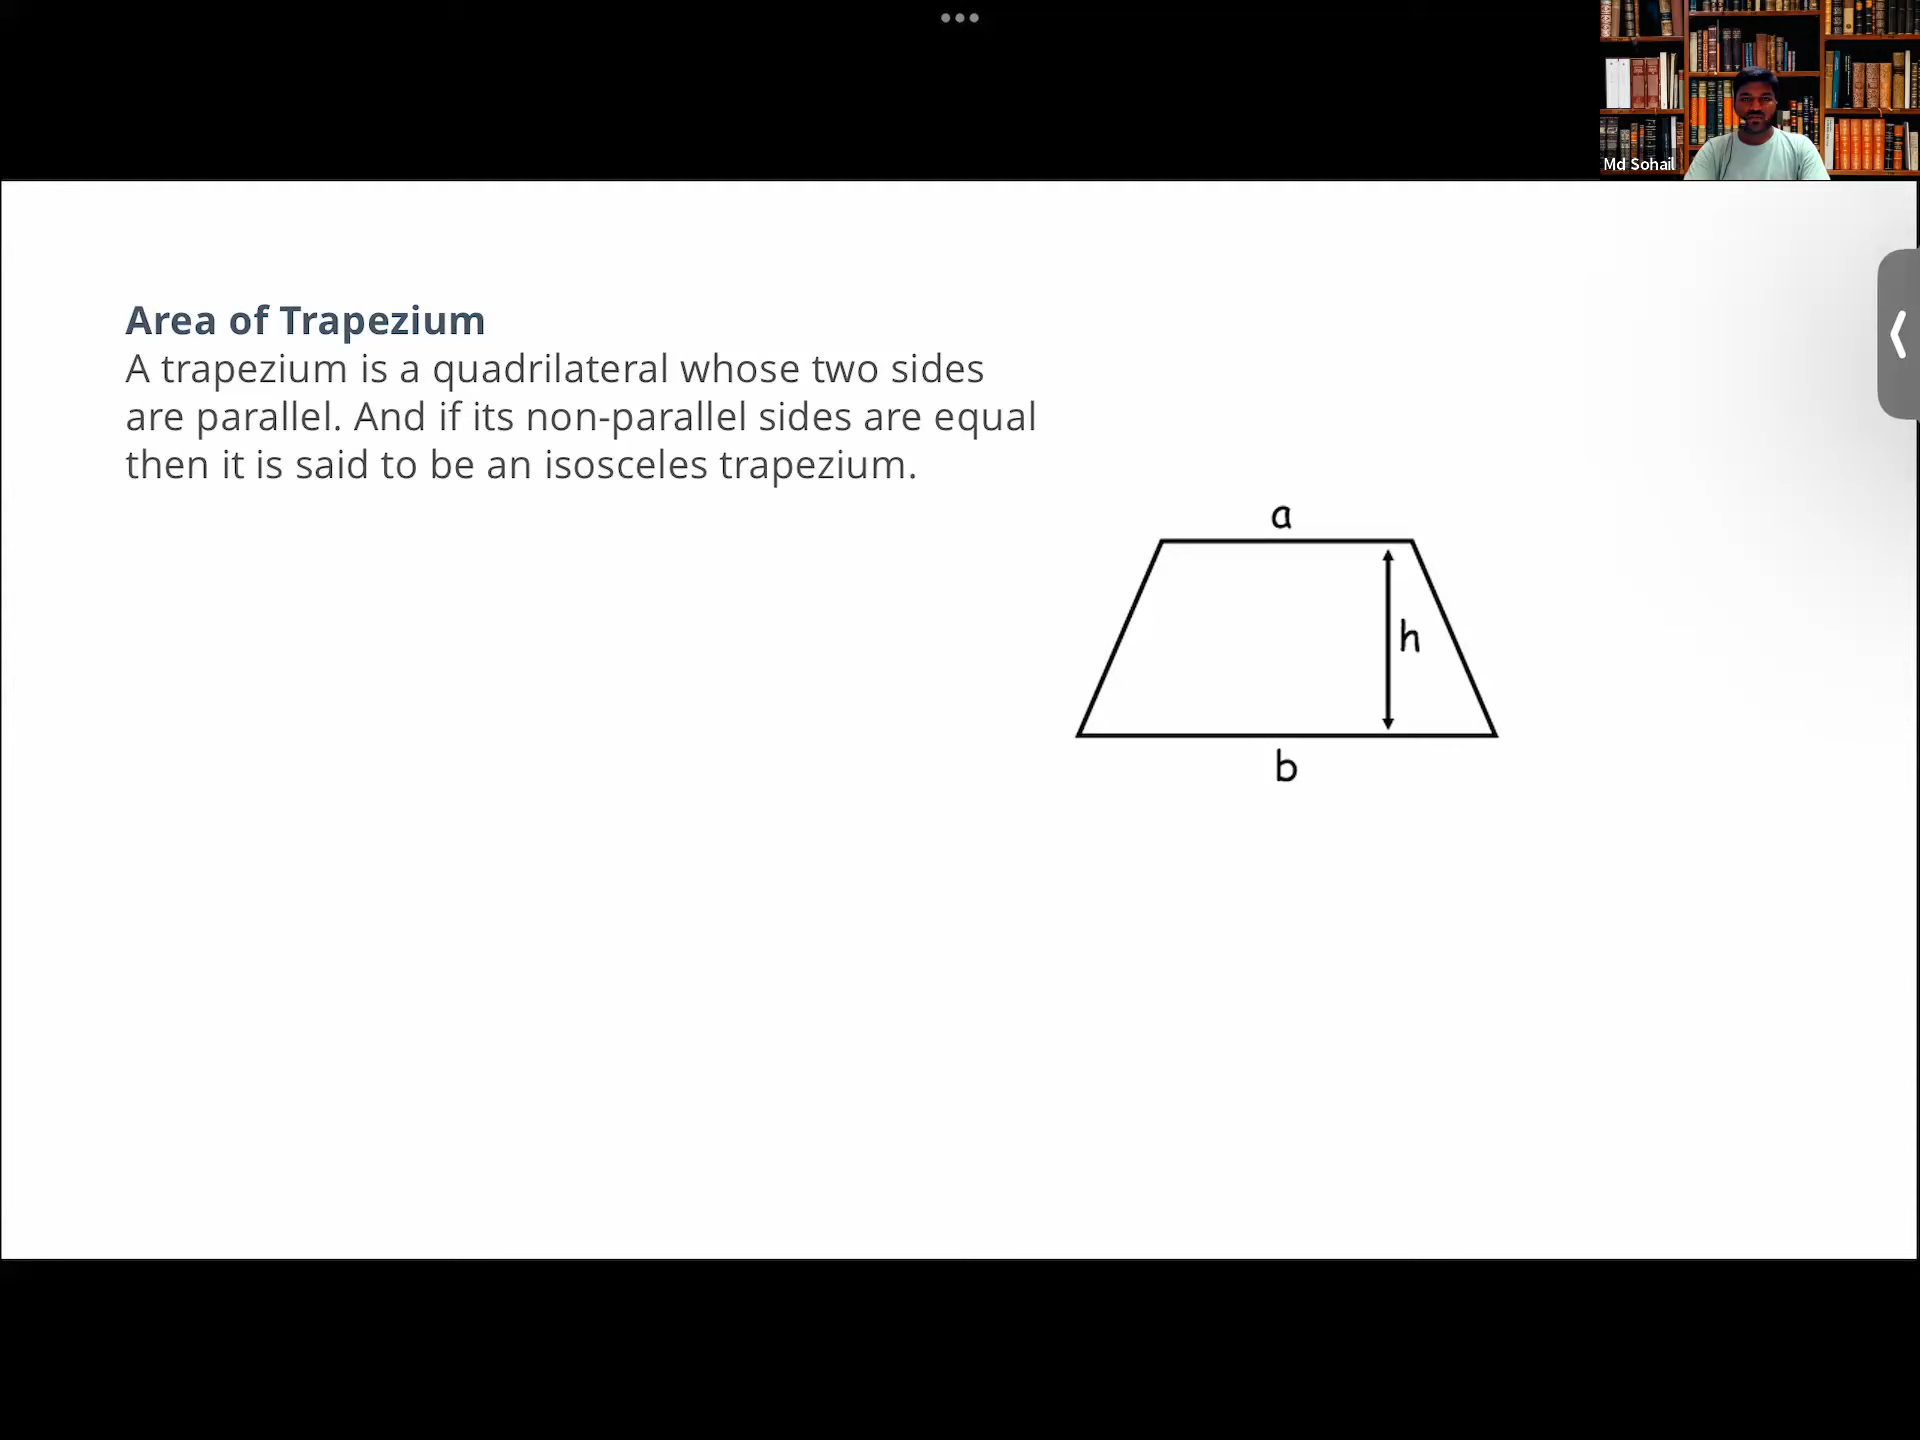 Md Sohail
Area of Trapezium
A trapezium is a quadrilateral whose two sides
are parallel. And if its non-parallel sides are equal
then it is said to be an isosceles trapezium.
a
h
b